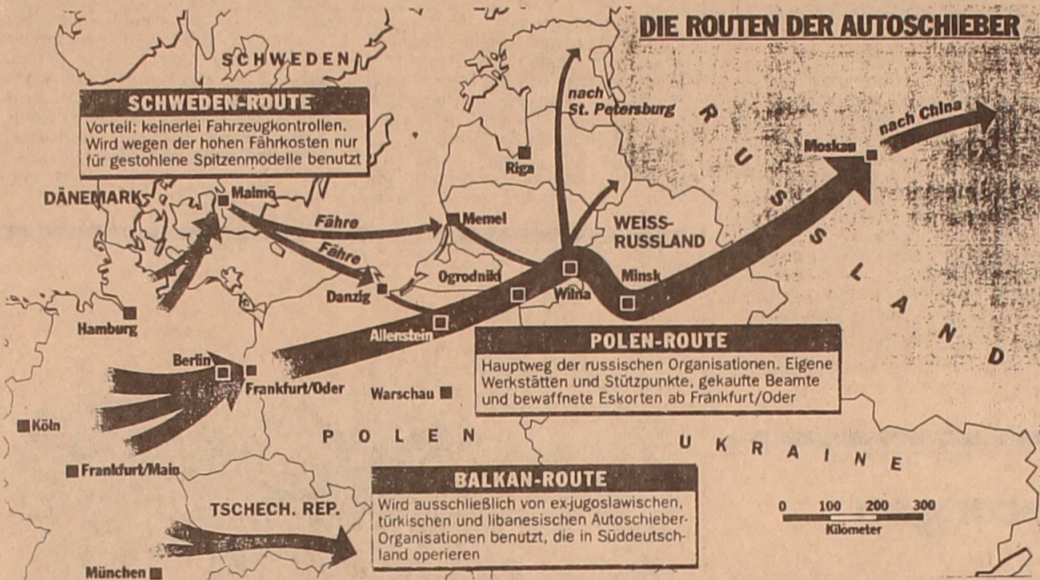 DIE ROUTEN DER AUTOSCHIEBER
SCHWEDEN
SCHWEDEN-ROUTE
Vorteil: keinerlei Fahrzeugkontrollen.
Wird wegen der hohen Fährkosten nur
für gestohlene Spitzenmodelle benutzt
nach
St. Petersburg
RUSSLAND
nach China
Moskau
Riga
DÄNEMARK
Malmö
Fähre
Memel
Fähre
WEISS-
RUSSLAND
Ogrodniki
Minsk
Danzig
Wilna
Hamburg
Allenstein
POLEN-ROUTE
Hauptweg der russischen Organisationen. Eigene
Werkstätten und Stützpunkte, gekaufte Beamte
und bewaffnete Eskorten ab Frankfurt/Oder
Berlin
Frankfurt/Oder
Warschau
Köln
POLEN
UKRAINE
Frankfurt/Main
BALKAN-ROUTE
Wird ausschließlich von ex-jugoslawischen,
türkischen und libanesischen Autoschieber-
Organisationen benutzt, die in Süddeutsch-
land operieren
TSCHECH. REP.
0 100 200 300
Kilometer
München